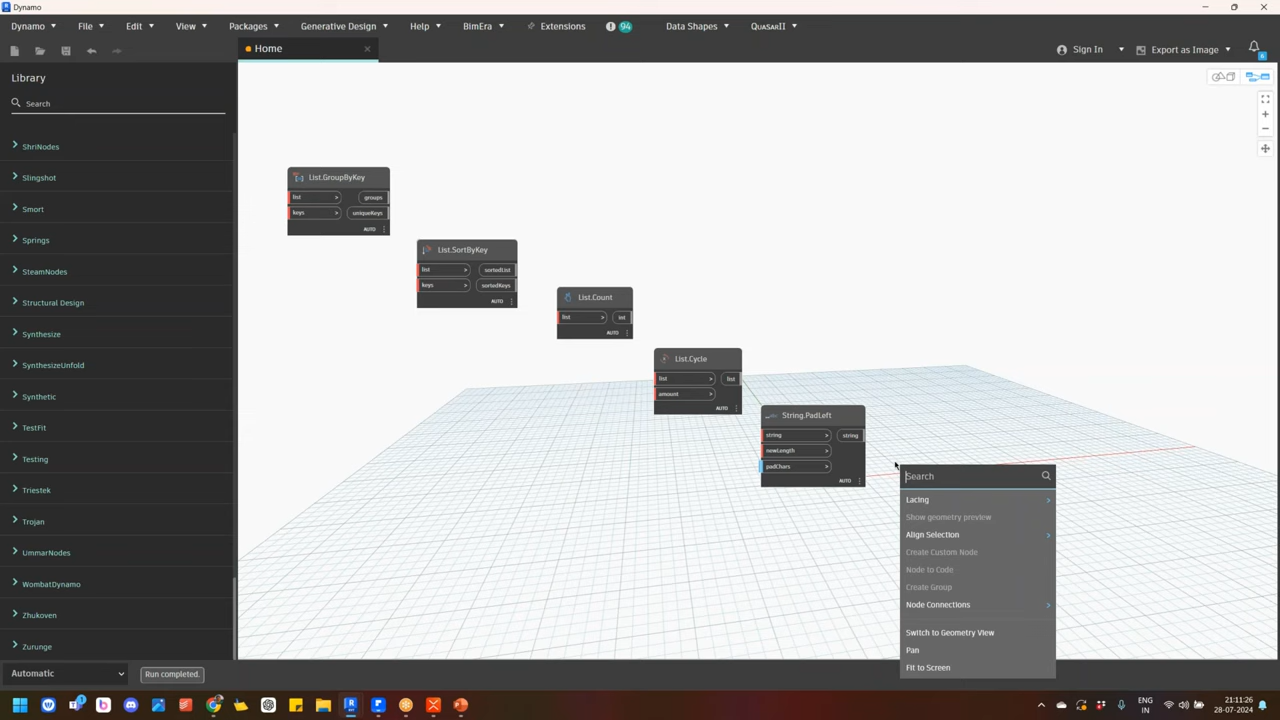 Dynamo
Dynamo File Edit View Packages Generative Design Help BimEra Extensions 94 Data Shapes QUASARII
Home
Sign In Export as Image 6
Library
Search
ShriNodes
Slingshot
Smort
Springs
SteamNodes
Structural Design
Synthesize
SynthesizeUnfold
Synthetic
TestFit
Testing
Triestek
Trojan
UmmarNodes
WombatDynamo
Zhukoven
Zurunge
List.GroupByKey
list > groups
keys > uniqueKeys
AUTO
List.SortByKey
list > sortedList
keys > sortedKeys
AUTO
List.Count
list > int
AUTO
List.Cycle
list > list
amount >
AUTO
String.PadLeft
string > string
newLength >
padChars >
AUTO
Search
Lacing
Show geometry preview
Align Selection
Create Custom Node
Node to Code
Create Group
Node Connections
Switch to Geometry View
Pan
Fit to Screen
Automatic Run completed.
ENG
IN
21:11:26
28-07-2024